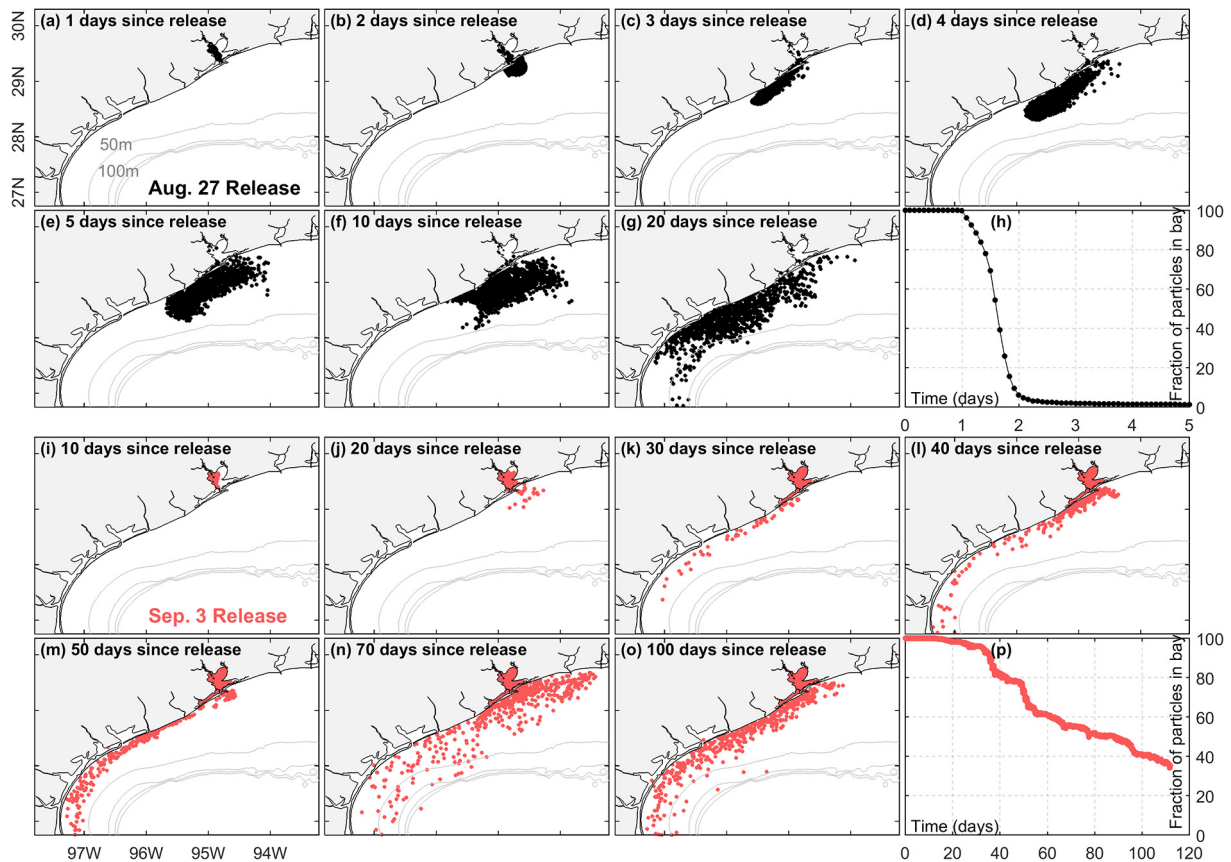 (a) 1 days since release
(b) 2 days since release
(c) 3 days since release
(d) 4 days since release
30N
29N
28N
27N
50m
100m
Aug. 27 Release
(e) 5 days since release
(f) 10 days since release
(g) 20 days since release
(h)
100
80
60
40
20
0
Fraction of particles in bay
Time (days)
0 1 2 3 4 5
(i) 10 days since release
(j) 20 days since release
(k) 30 days since release
(l) 40 days since release
Sep. 3 Release
(m) 50 days since release
(n) 70 days since release
(o) 100 days since release
(p)
100
80
60
40
20
0
Fraction of particles in bay
Time (days)
97W 96W 95W 94W
0 20 40 60 80 100 120